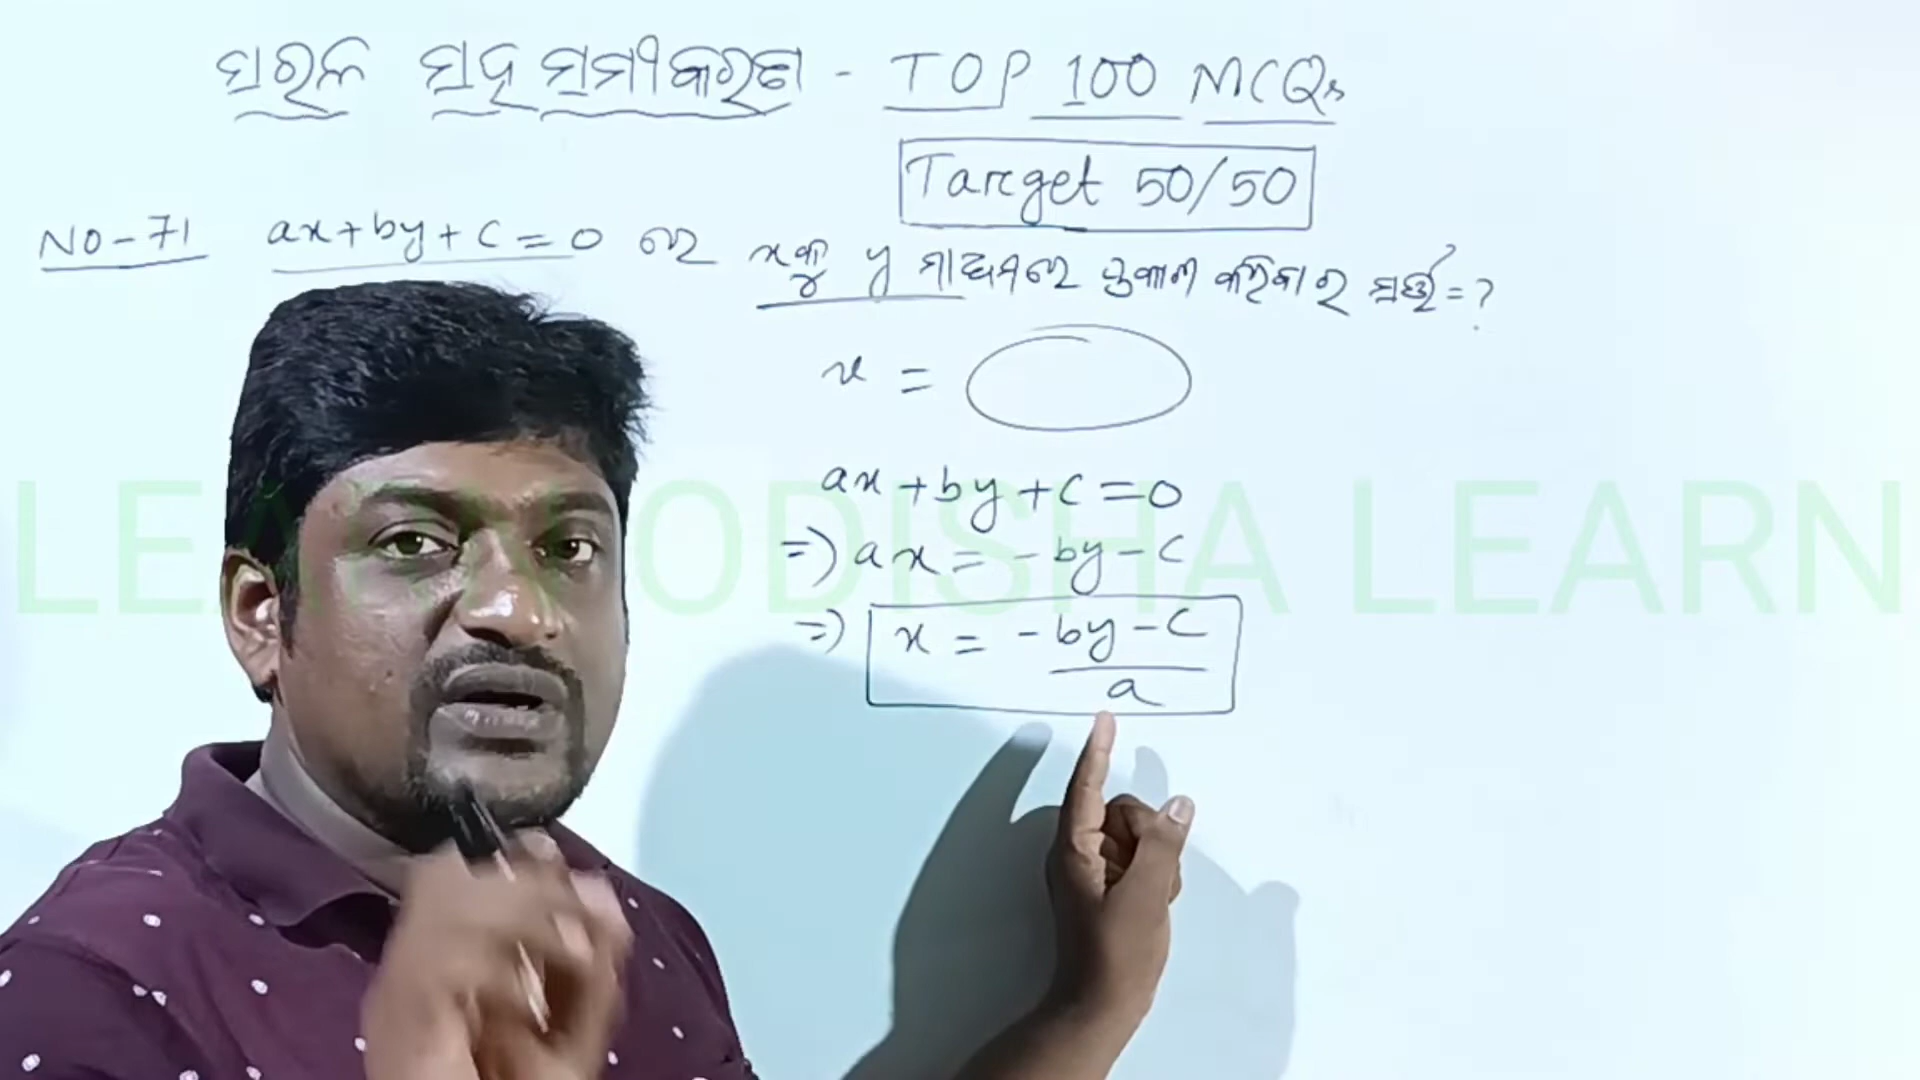 ସରଳ ସହ ସମୀକରଣ - TOP 100 MCQs
Target 50/50
NO-71 ax+by+c=0 ରେ xକୁ y ମାଧ୍ୟମରେ ପ୍ରକାଶ କରିବାର ସର୍ତ୍ତ=?
x =
ax+by+c=0
=) ax = -by-c
=) x = -by-c
a
LEARN ODISHA LEARN